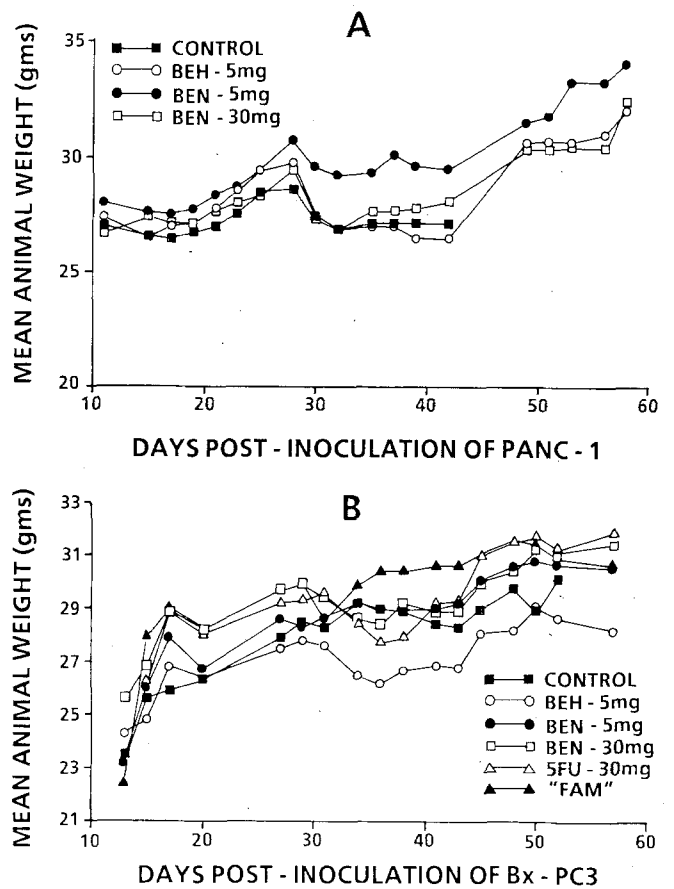 A
MEAN ANIMAL WEIGHT (gms)
35
30
25
20
CONTROL
BEH - 5mg
BEN - 5mg
BEN - 30mg
10 20 30 40 50 60
DAYS POST - INOCULATION OF PANC - 1
B
MEAN ANIMAL WEIGHT (gms)
33
31
29
27
25
23
21
CONTROL
BEH - 5mg
BEN - 5mg
BEN - 30mg
5FU - 30mg
"FAM"
10 20 30 40 50 60
DAYS POST - INOCULATION OF Bx - PC3